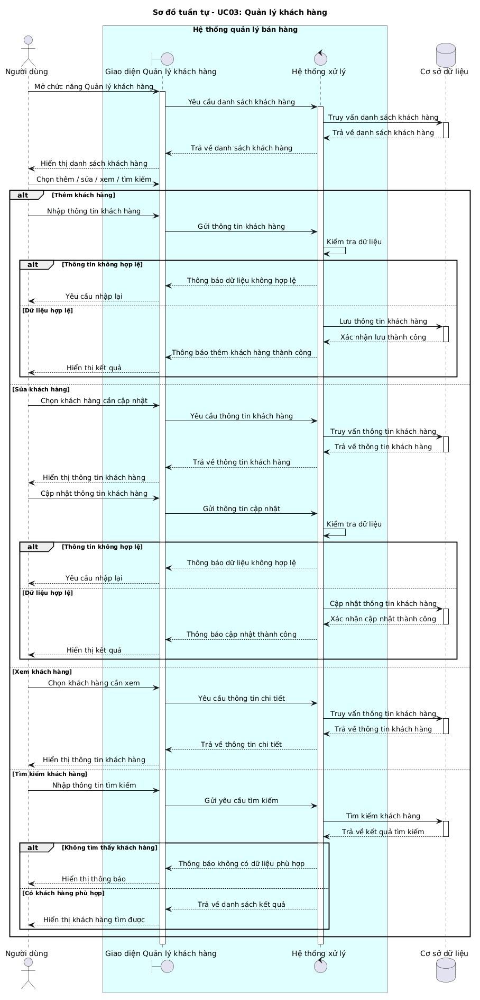 Sơ đồ tuần tự - UC03: Quản lý khách hàng
Hệ thống quản lý bán hàng
Người dùng
Giao diện Quản lý khách hàng
Hệ thống xử lý
Cơ sở dữ liệu
Mở chức năng Quản lý khách hàng
Yêu cầu danh sách khách hàng
Truy vấn danh sách khách hàng
Trả về danh sách khách hàng
Trả về danh sách khách hàng
Hiển thị danh sách khách hàng
Chọn thêm / sửa / xem / tìm kiếm
alt [Thêm khách hàng]
Nhập thông tin khách hàng
Gửi thông tin khách hàng
Kiểm tra dữ liệu
alt [Thông tin không hợp lệ]
Thông báo dữ liệu không hợp lệ
Yêu cầu nhập lại
[Dữ liệu hợp lệ]
Lưu thông tin khách hàng
Xác nhận lưu thành công
Thông báo thêm khách hàng thành công
Hiển thị kết quả
[Sửa khách hàng]
Chọn khách hàng cần cập nhật
Yêu cầu thông tin khách hàng
Truy vấn thông tin khách hàng
Trả về thông tin khách hàng
Trả về thông tin khách hàng
Hiển thị thông tin khách hàng
Cập nhật thông tin khách hàng
Gửi thông tin cập nhật
Kiểm tra dữ liệu
alt [Thông tin không hợp lệ]
Thông báo dữ liệu không hợp lệ
Yêu cầu nhập lại
[Dữ liệu hợp lệ]
Cập nhật thông tin khách hàng
Xác nhận cập nhật thành công
Thông báo cập nhật thành công
Hiển thị kết quả
[Xem khách hàng]
Chọn khách hàng cần xem
Yêu cầu thông tin chi tiết
Truy vấn thông tin khách hàng
Trả về thông tin khách hàng
Trả về thông tin chi tiết
Hiển thị thông tin khách hàng
[Tìm kiếm khách hàng]
Nhập thông tin tìm kiếm
Gửi yêu cầu tìm kiếm
Tìm kiếm khách hàng
Trả về kết quả tìm kiếm
alt [Không tìm thấy khách hàng]
Thông báo không có dữ liệu phù hợp
Hiển thị thông báo
[Có khách hàng phù hợp]
Trả về danh sách kết quả
Hiển thị khách hàng tìm được
Người dùng
Giao diện Quản lý khách hàng
Hệ thống xử lý
Cơ sở dữ liệu